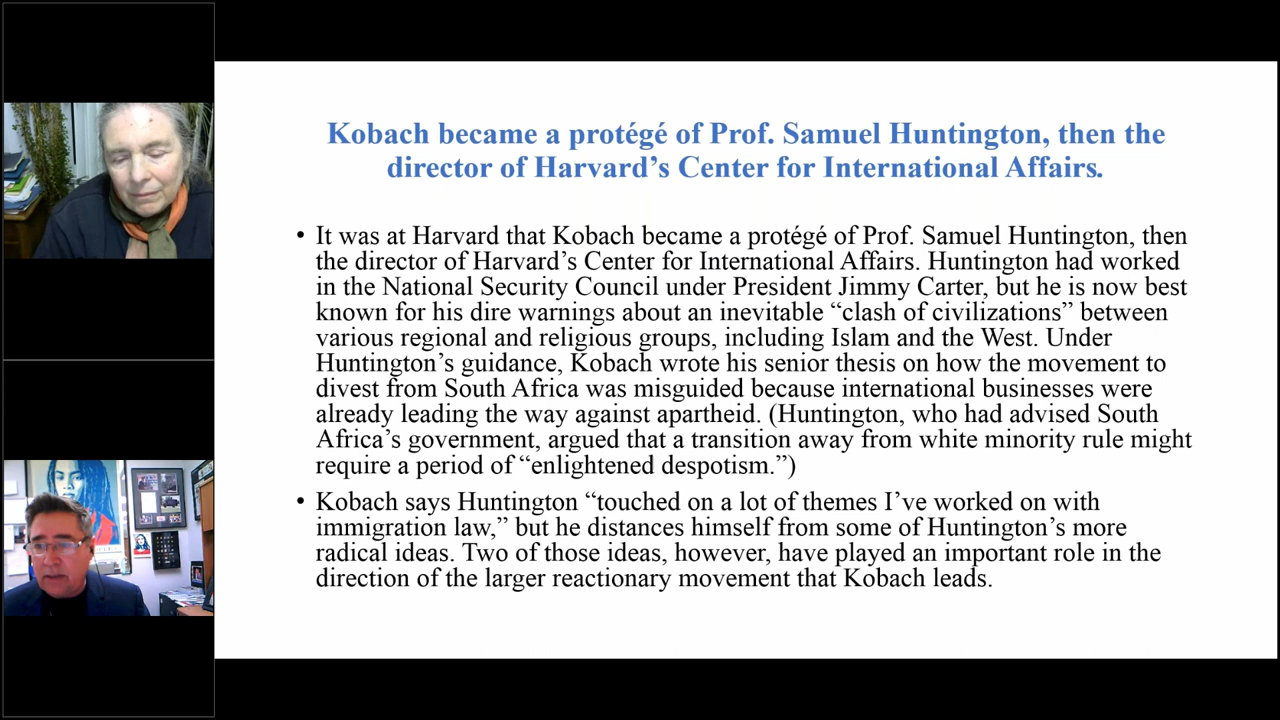 Kobach became a protégé of Prof. Samuel Huntington, then the
director of Harvard’s Center for International Affairs.
• It was at Harvard that Kobach became a protégé of Prof. Samuel Huntington, then
the director of Harvard’s Center for International Affairs. Huntington had worked
in the National Security Council under President Jimmy Carter, but he is now best
known for his dire warnings about an inevitable “clash of civilizations” between
various regional and religious groups, including Islam and the West. Under
Huntington’s guidance, Kobach wrote his senior thesis on how the movement to
divest from South Africa was misguided because international businesses were
already leading the way against apartheid. (Huntington, who had advised South
Africa’s government, argued that a transition away from white minority rule might
require a period of “enlightened despotism.”)
• Kobach says Huntington “touched on a lot of themes I’ve worked on with
immigration law,” but he distances himself from some of Huntington’s more
radical ideas. Two of those ideas, however, have played an important role in the
direction of the larger reactionary movement that Kobach leads.